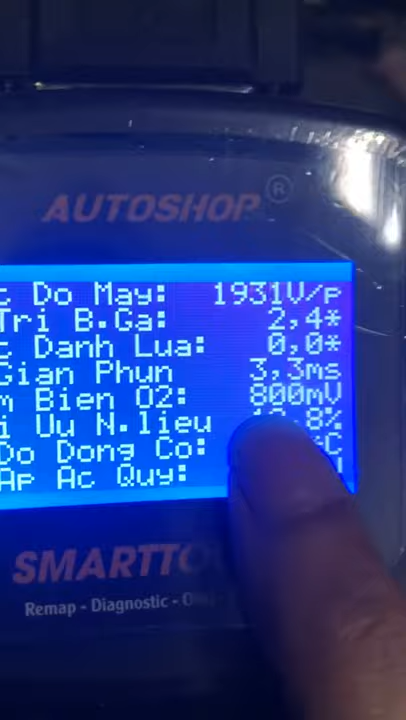 AUTOSHOP®
Do May: 1931V/p
Tri B.Ga: 2,4*
Danh Lua: 0,0*
Gian Phun 3,3ms
Bien O2: 800mV
Uu N.lieu ,8%
Do Dong Co: *C
Ap Ac Quy:
SMARTTO
Remap - Diagnostic -